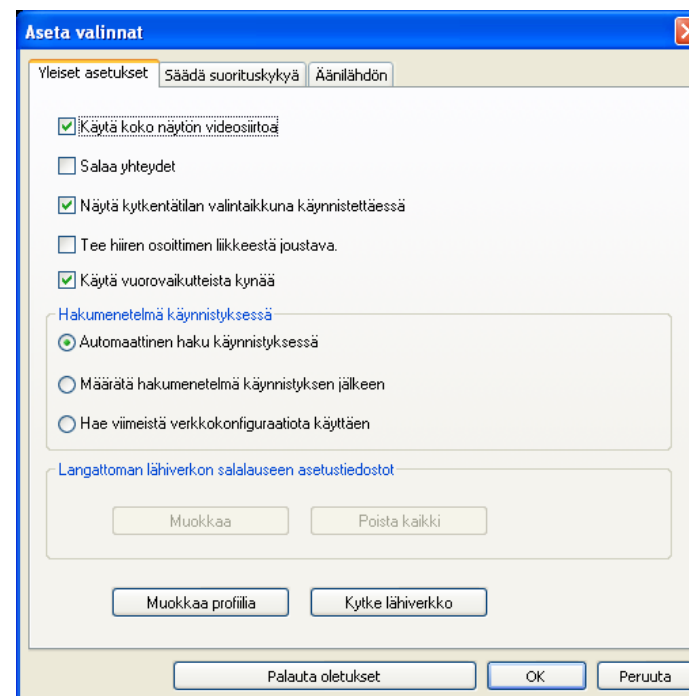 Aseta valinnat
Yleiset asetukset Säädä suorituskykyä Äänilähdön
Käytä koko näytön videosiirtoa
Salaa yhteydet
Näytä kytkentätilan valintaikkuna käynnistettäessä
Tee hiiren osoittimen liikkeestä joustava.
Käytä vuorovaikutteista kynää
Hakumenetelmä käynnistyksessä
Automaattinen haku käynnistyksessä
Määrätä hakumenetelmä käynnistyksen jälkeen
Hae viimeistä verkkokonfiguraatiota käyttäen
Langattoman lähiverkon salalauseen asetustiedostot
Muokkaa Poista kaikki
Muokkaa profiilia Kytke lähiverkko
Palauta oletukset OK Peruuta